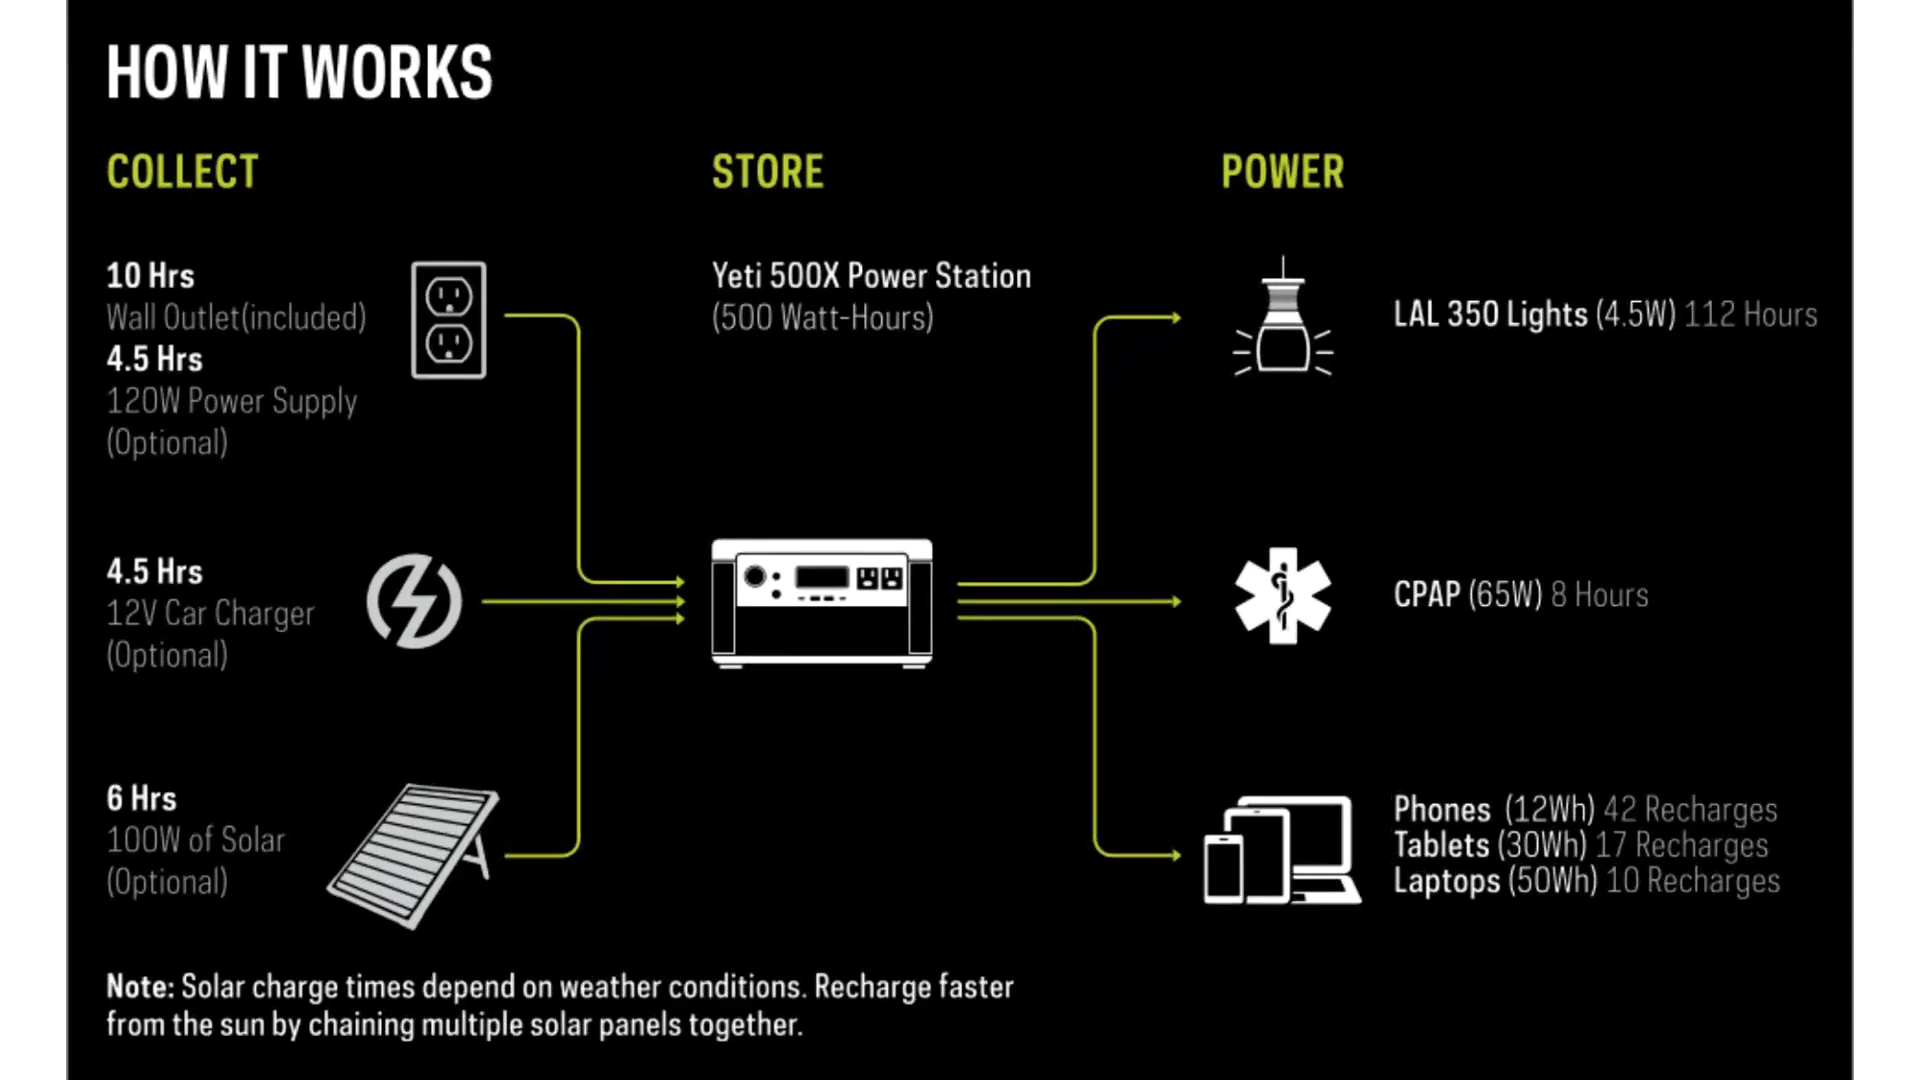 HOW IT WORKS
COLLECT
10 Hrs
Wall Outlet(included)
4.5 Hrs
120W Power Supply
(Optional)
4.5 Hrs
12V Car Charger
(Optional)
6 Hrs
100W of Solar
(Optional)
STORE
Yeti 500X Power Station
(500 Watt-Hours)
POWER
LAL 350 Lights (4.5W) 112 Hours
CPAP (65W) 8 Hours
Phones (12Wh) 42 Recharges
Tablets (30Wh) 17 Recharges
Laptops (50Wh) 10 Recharges
Note: Solar charge times depend on weather conditions. Recharge faster
from the sun by chaining multiple solar panels together.